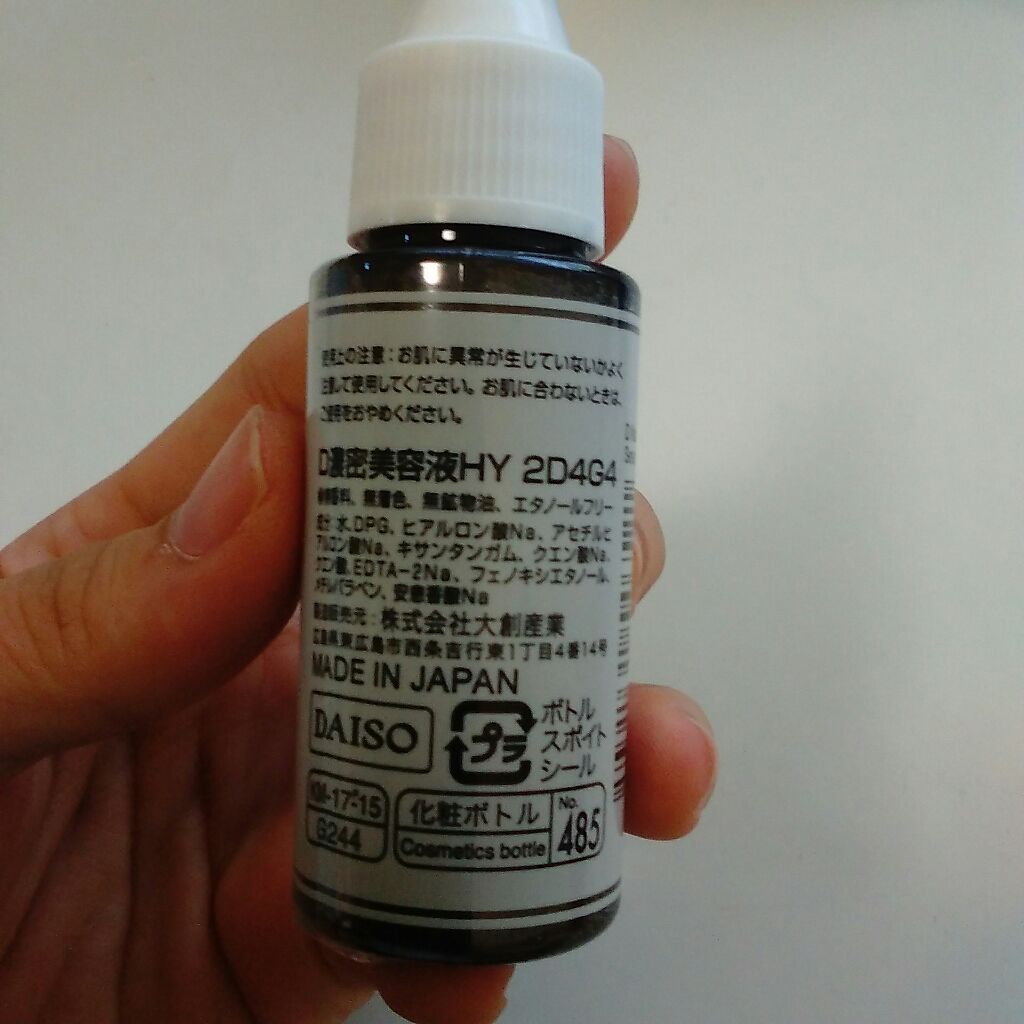 使用上の注意：お肌に異常が生じていないかよく
注意して使用してください。お肌に合わないときは、
ご使用をおやめください。
D濃密美容液HY 2D4G4
無香料、無着色、無鉱物油、エタノールフリー
成分 水、DPG、ヒアルロン酸Na、アセチルヒ
アルロン酸Na、キサンタンガム、クエン酸Na、
クエン酸、EDTA-2Na、フェノキシエタノール、
メチルパラベン、安息香酸Na
製造販売元：株式会社大創産業
広島県東広島市西条吉行東1丁目4番14号
MADE IN JAPAN
DAISO
プラ
ボトル
スポイト
シール
KM-17-15
G244
化粧ボトル
Cosmetics bottle
No.
485